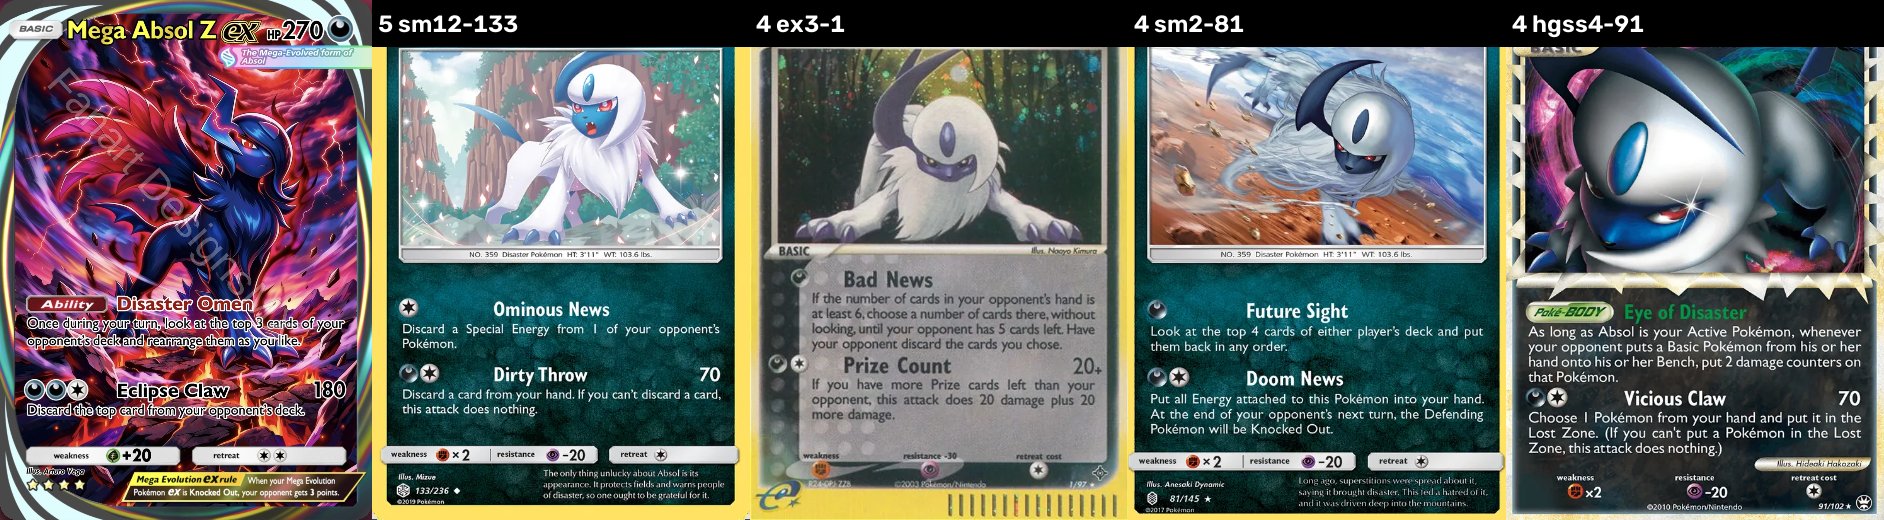 BASIC Mega Absol Z ex HP 270
The Mega-Evolved form of
Absol
Fanart Designs
Ability Disaster Omen
Once during your turn, look at the top 3 cards of your
opponent's deck and rearrange them as you like.
Eclipse Claw 180
Discard the top card from your opponent's deck.
weakness +20 retreat
Illus. Arturo Vega
Mega Evolution ex rule When your Mega Evolution
Pokémon ex is Knocked Out, your opponent gets 3 points.
5 sm12-133
NO. 359 Disaster Pokémon HT: 3'11" WT: 103.6 lbs.
Ominous News
Discard a Special Energy from 1 of your opponent's
Pokémon.
Dirty Throw 70
Discard a card from your hand. If you can't discard a card,
this attack does nothing.
weakness ×2 resistance -20 retreat
Illus. Mizue
133/236
©2019 Pokémon
The only thing unlucky about Absol is its
appearance. It protects fields and warns people
of disaster, so one ought to be grateful for it.
4 ex3-1
BASIC Illus. Naoyo Kimura
Bad News
If the number of cards in your opponent's hand is
at least 6, choose a number of cards there, without
looking, until your opponent has 5 cards left. Have
your opponent discard the cards you chose.
Prize Count 20+
If you have more Prize cards left than your
opponent, this attack does 20 damage plus 20
more damage.
weakness resistance -30 retreat cost
©2003 Pokémon/Nintendo 1/97 ★
e
4 sm2-81
NO. 359 Disaster Pokémon HT: 3'11" WT: 103.6 lbs.
Future Sight
Look at the top 4 cards of either player's deck and put
them back in any order.
Doom News
Put all Energy attached to this Pokémon into your hand.
At the end of your opponent's next turn, the Defending
Pokémon will be Knocked Out.
weakness ×2 resistance -20 retreat
Illus. Anesaki Dynamic
81/145 ★
©2017 Pokémon
Long ago, superstitions were spread about it,
saying it brought disaster. This fed a hatred of it,
and it was driven deep into the mountains.
4 hgss4-91
BASIC
Poké-BODY Eye of Disaster
As long as Absol is your Active Pokémon, whenever
your opponent puts a Basic Pokémon from his or her
hand onto his or her Bench, put 2 damage counters on
that Pokémon.
Vicious Claw 70
Choose 1 Pokémon from your hand and put it in the
Lost Zone. (If you can't put a Pokémon in the Lost
Zone, this attack does nothing.)
Illus. Hideaki Hakozaki
weakness resistance retreat cost
×2 -20
©2010 Pokémon/Nintendo 91/102 ★